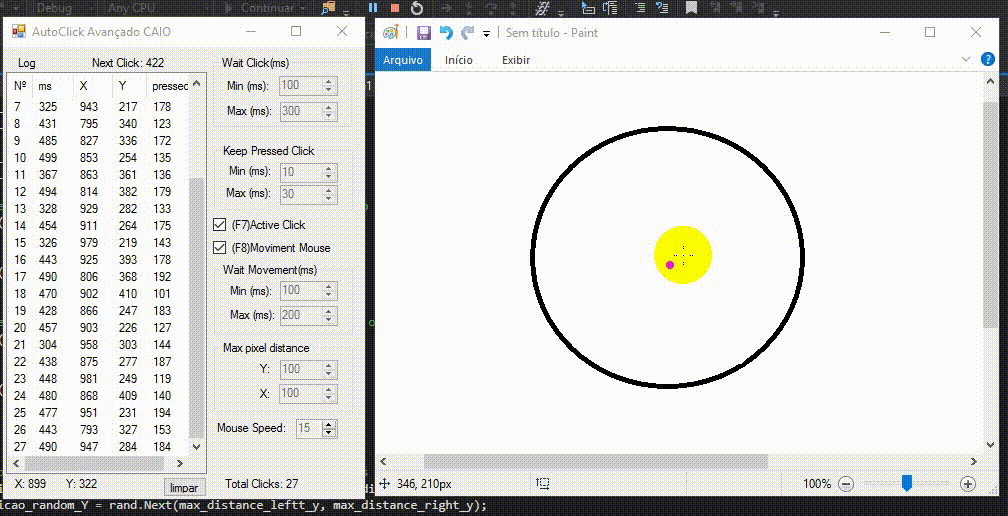 Debug Any CPU Continuar
AutoClick Avançado CAIO
Log Next Click: 422
Nº ms X Y pressed
7 325 943 217 178
8 431 795 340 123
9 485 827 336 172
10 499 853 254 135
11 367 863 361 136
12 494 814 382 179
13 328 929 282 133
14 454 911 264 175
15 326 979 219 143
16 443 925 393 178
17 490 806 368 192
18 470 902 410 101
19 428 866 247 183
20 457 903 226 127
21 304 958 303 144
22 438 875 277 187
23 448 981 249 119
24 480 868 409 140
25 477 951 231 194
26 443 793 327 153
27 490 947 284 184
X: 899 Y: 322
limpar
Wait Click(ms)
Min (ms): 100
Max (ms): 300
Keep Pressed Click
Min (ms): 10
Max (ms): 30
(F7)Active Click
(F8)Moviment Mouse
Wait Movement(ms)
Min (ms): 100
Max (ms): 200
Max pixel distance
Y: 100
X: 100
Mouse Speed: 15
Total Clicks: 27
Sem título - Paint
Arquivo Início Exibir
346, 210px
100%
icao_random_Y = rand.Next(max_distance_leftt_y, max_distance_right_y);